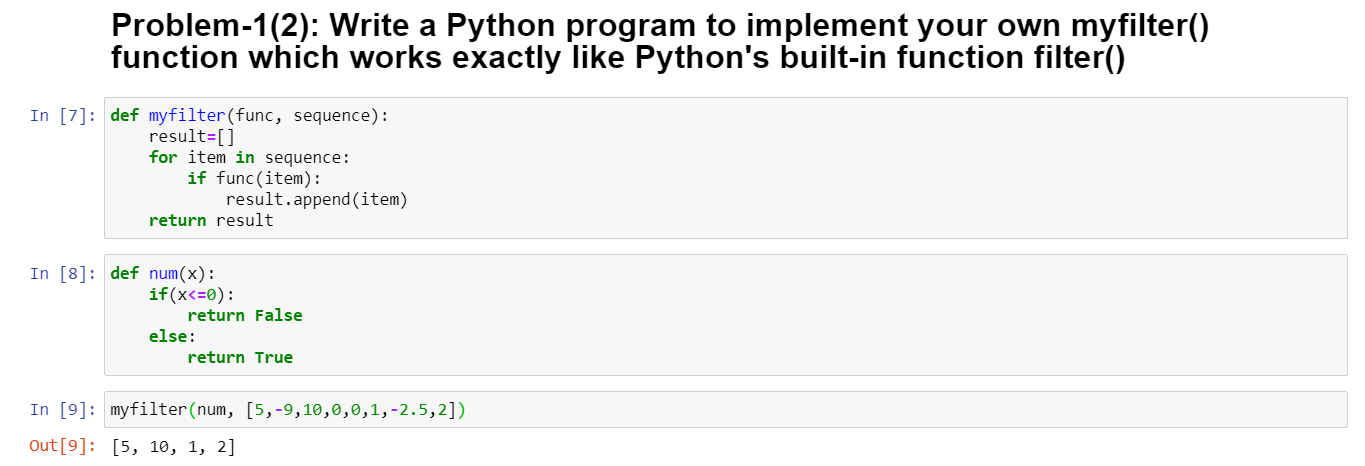 Problem-1(2): Write a Python program to implement your own myfilter()
function which works exactly like Python's built-in function filter()
In [7]: def myfilter(func, sequence):
    result=[]
    for item in sequence:
        if func(item):
            result.append(item)
    return result
In [8]: def num(x):
    if(x<=0):
        return False
    else:
        return True
In [9]: myfilter(num, [5,-9,10,0,0,1,-2.5,2])
Out[9]: [5, 10, 1, 2]